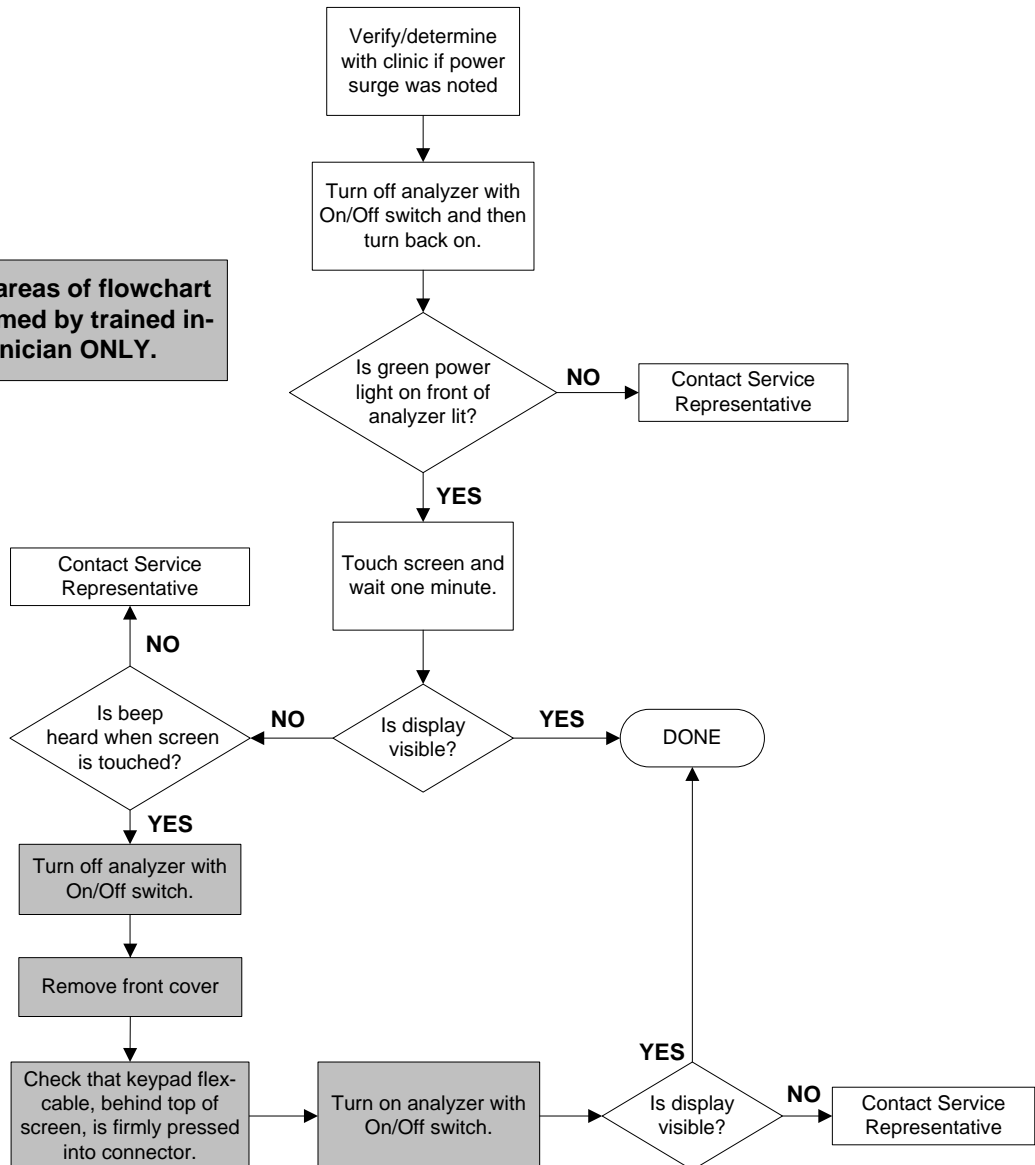 Verify/determine
with clinic if power
surge was noted
Turn off analyzer with
On/Off switch and then
turn back on.
areas of flowchart
med by trained in-
nician ONLY.
Is green power
light on front of
analyzer lit?
NO
Contact Service
Representative
YES
Touch screen and
wait one minute.
Contact Service
Representative
NO
Is beep
heard when screen
is touched?
NO
Is display
visible?
YES
DONE
YES
Turn off analyzer with
On/Off switch.
Remove front cover
Check that keypad flex-
cable, behind top of
screen, is firmly pressed
into connector.
Turn on analyzer with
On/Off switch.
YES
Is display
visible?
NO
Contact Service
Representative